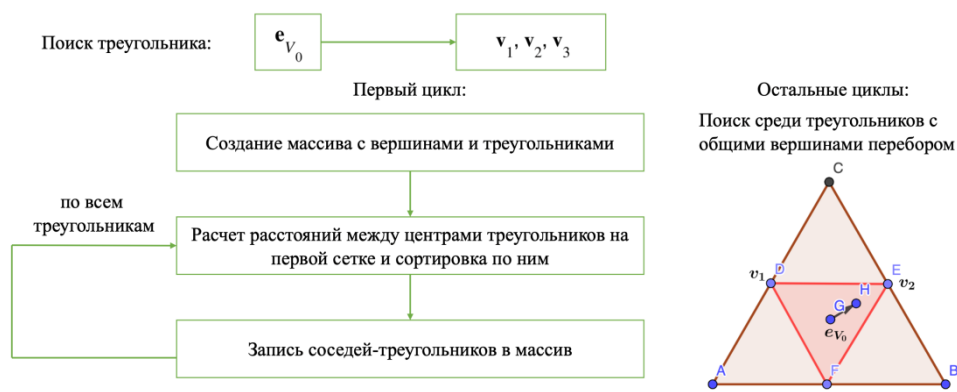 Поиск треугольника:
e_{V_0}
v_1, v_2, v_3
Первый цикл:
Создание массива с вершинами и треугольниками
по всем
треугольникам
Расчет расстояний между центрами треугольников на
первой сетке и сортировка по ним
Запись соседей-треугольников в массив
Остальные циклы:
Поиск среди треугольников с
общими вершинами перебором
C
v_1
D
E
v_2
H
G
e_{V_0}
A
F
B